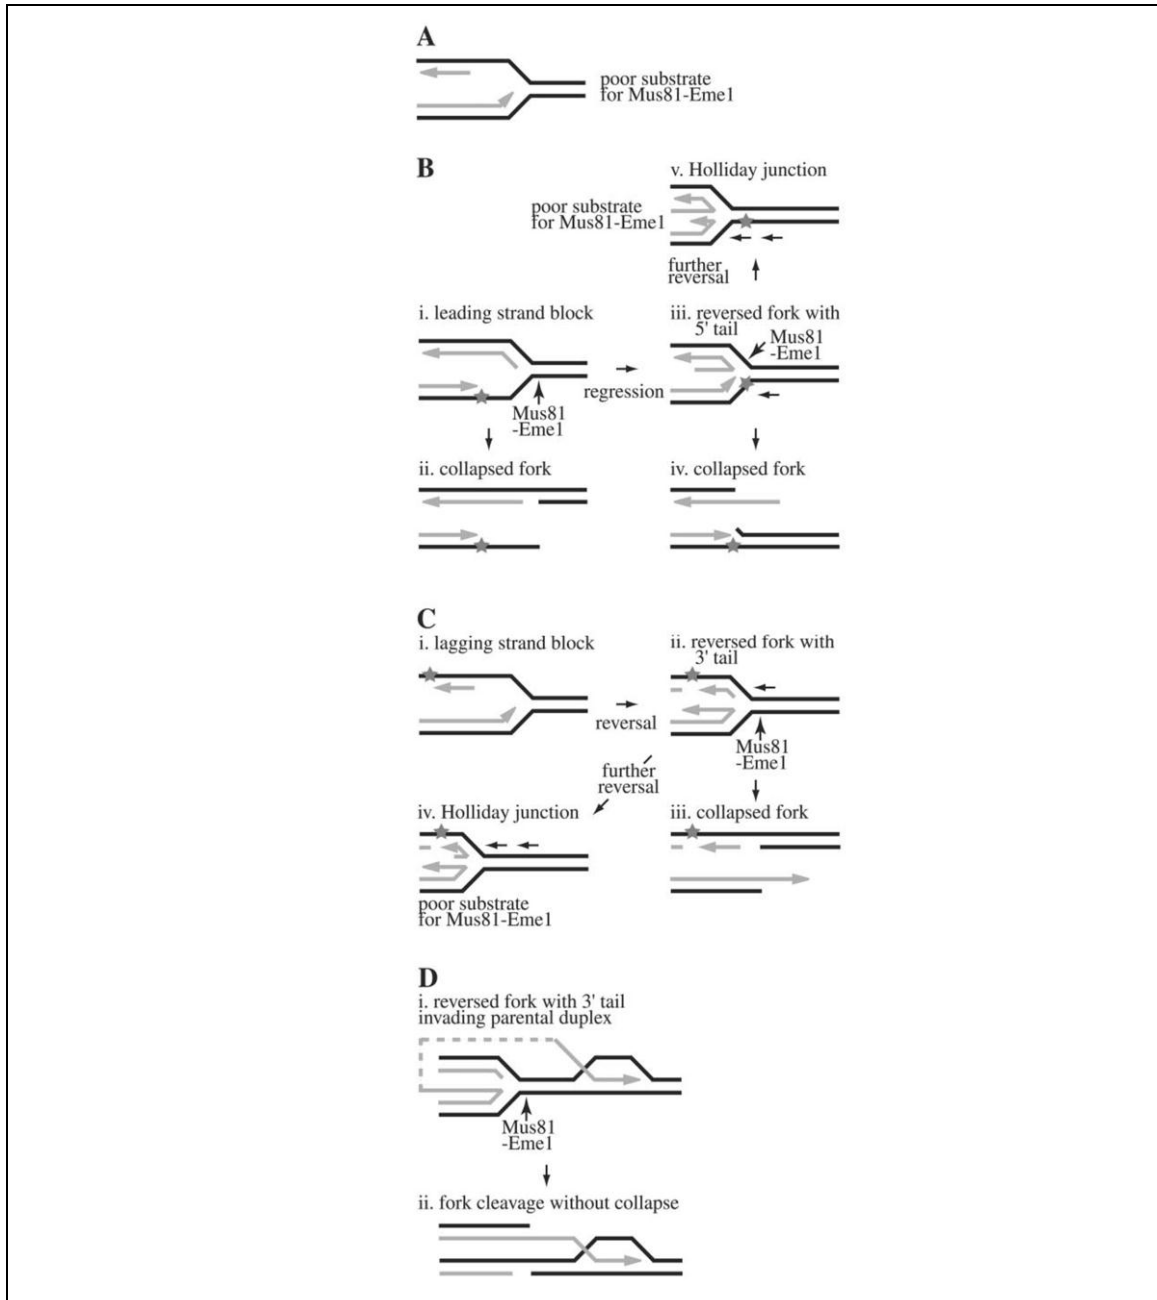 A
poor substrate
for Mus81-Eme1
B
v. Holliday junction
poor substrate
for Mus81-Eme1
further
reversal
i. leading strand block
iii. reversed fork with
5' tail
Mus81
-Eme1
regression
Mus81
-Eme1
ii. collapsed fork
iv. collapsed fork
C
i. lagging strand block
ii. reversed fork with
3' tail
reversal
Mus81
-Eme1
further
reversal
iv. Holliday junction
iii. collapsed fork
poor substrate
for Mus81-Eme1
D
i. reversed fork with 3' tail
invading parental duplex
Mus81
-Eme1
ii. fork cleavage without collapse